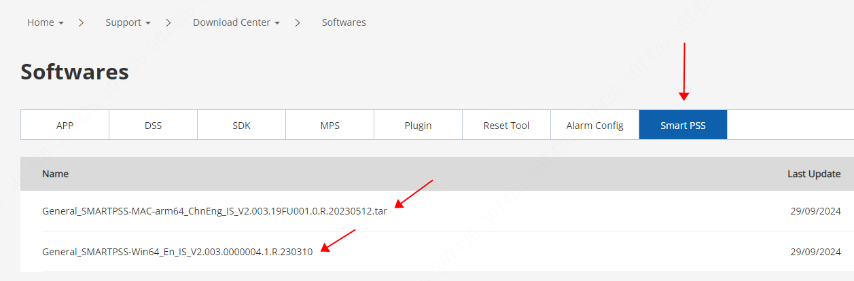 Home > Support > Download Center > Softwares
Softwares
APP DSS SDK MPS Plugin Reset Tool Alarm Config Smart PSS
Name Last Update
General_SMARTPSS-MAC-arm64_ChnEng_IS_V2.003.19FU001.0.R.20230512.tar 29/09/2024
General_SMARTPSS-Win64_En_IS_V2.003.0000004.1.R.230310 29/09/2024